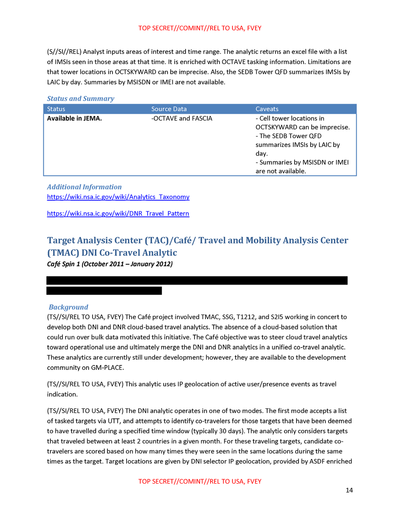 TOP SECRET//COMINT//REL TO USA, FVEY
(S//SI//REL) Analyst inputs areas of interest and time range. The analytic returns an excel file with a list
of IMSIs seen in those areas at that time. It is enriched with OCTAVE tasking information. Limitations are
that tower locations in OCTSKYWARD can be imprecise. Also, the SEDB Tower QFD summarizes IMSIs by
LAIC by day. Summaries by MSISDN or IMEI are not available.
Status and Summary
Status Source Data Caveats
Available in JEMA. -OCTAVE and FASCIA - Cell tower locations in
OCTSKYWARD can be imprecise.
- The SEDB Tower QFD
summarizes IMSIs by LAIC by
day.
- Summaries by MSISDN or IMEI
are not available.
Additional Information
https://wiki.nsa.ic.gov/wiki/Analytics_Taxonomy
https://wiki.nsa.ic.gov/wiki/DNR_Travel_Pattern
Target Analysis Center (TAC)/Café/ Travel and Mobility Analysis Center
(TMAC) DNI Co-Travel Analytic
Café Spin 1 (October 2011 – January 2012)
Background
(TS//SI/REL TO USA, FVEY) The Café project involved TMAC, SSG, T1212, and S2I5 working in concert to
develop both DNI and DNR cloud-based travel analytics. The absence of a cloud-based solution that
could run over bulk data motivated this initiative. The Café objective was to steer cloud travel analytics
toward operational use and ultimately merge the DNI and DNR analytics in a unified co-travel analytic.
These analytics are currently still under development; however, they are available to the development
community on GM-PLACE.
(TS//SI/REL TO USA, FVEY) This analytic uses IP geolocation of active user/presence events as travel
indication.
(TS//SI/REL TO USA, FVEY) The DNI analytic operates in one of two modes. The first mode accepts a list
of tasked targets via UTT, and attempts to identify co-travelers for those targets that have been deemed
to have travelled during a specified time window (typically 30 days). The analytic only considers targets
that traveled between at least 2 countries in a given month. For these traveling targets, candidate co-
travelers are scored based on how many times they were seen in the same locations during the same
times as the target. Target locations are given by DNI selector IP geolocation, provided by ASDF enriched
TOP SECRET//COMINT//REL TO USA, FVEY
14